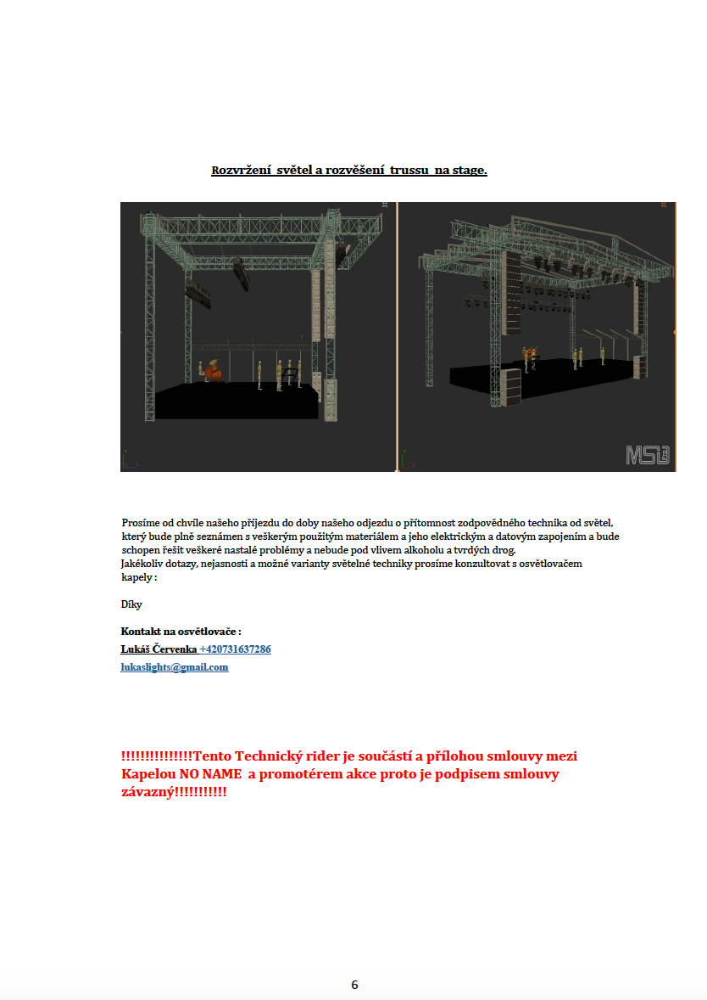 Rozvržení světel a rozvěšení trussu na stage.
MSD
Prosíme od chvíle našeho příjezdu do doby našeho odjezdu o přítomnost zodpovědného technika od světel,
který bude plně seznámen s veškerým použitým materiálem a jeho elektrickým a datovým zapojením a bude
schopen řešit veškeré nastalé problémy a nebude pod vlivem alkoholu a tvrdých drog.
Jakékoliv dotazy, nejasnosti a možné varianty světelné techniky prosíme konzultovat s osvětlovačem
kapely :
Díky
Kontakt na osvětlovače :
Lukáš Červenka +420731637286
lukaslights@gmail.com
!!!!!!!!!!!!!!!Tento Technický rider je součástí a přílohou smlouvy mezi
Kapelou NO NAME a promotérem akce proto je podpisem smlouvy
závazný!!!!!!!!!!!
6